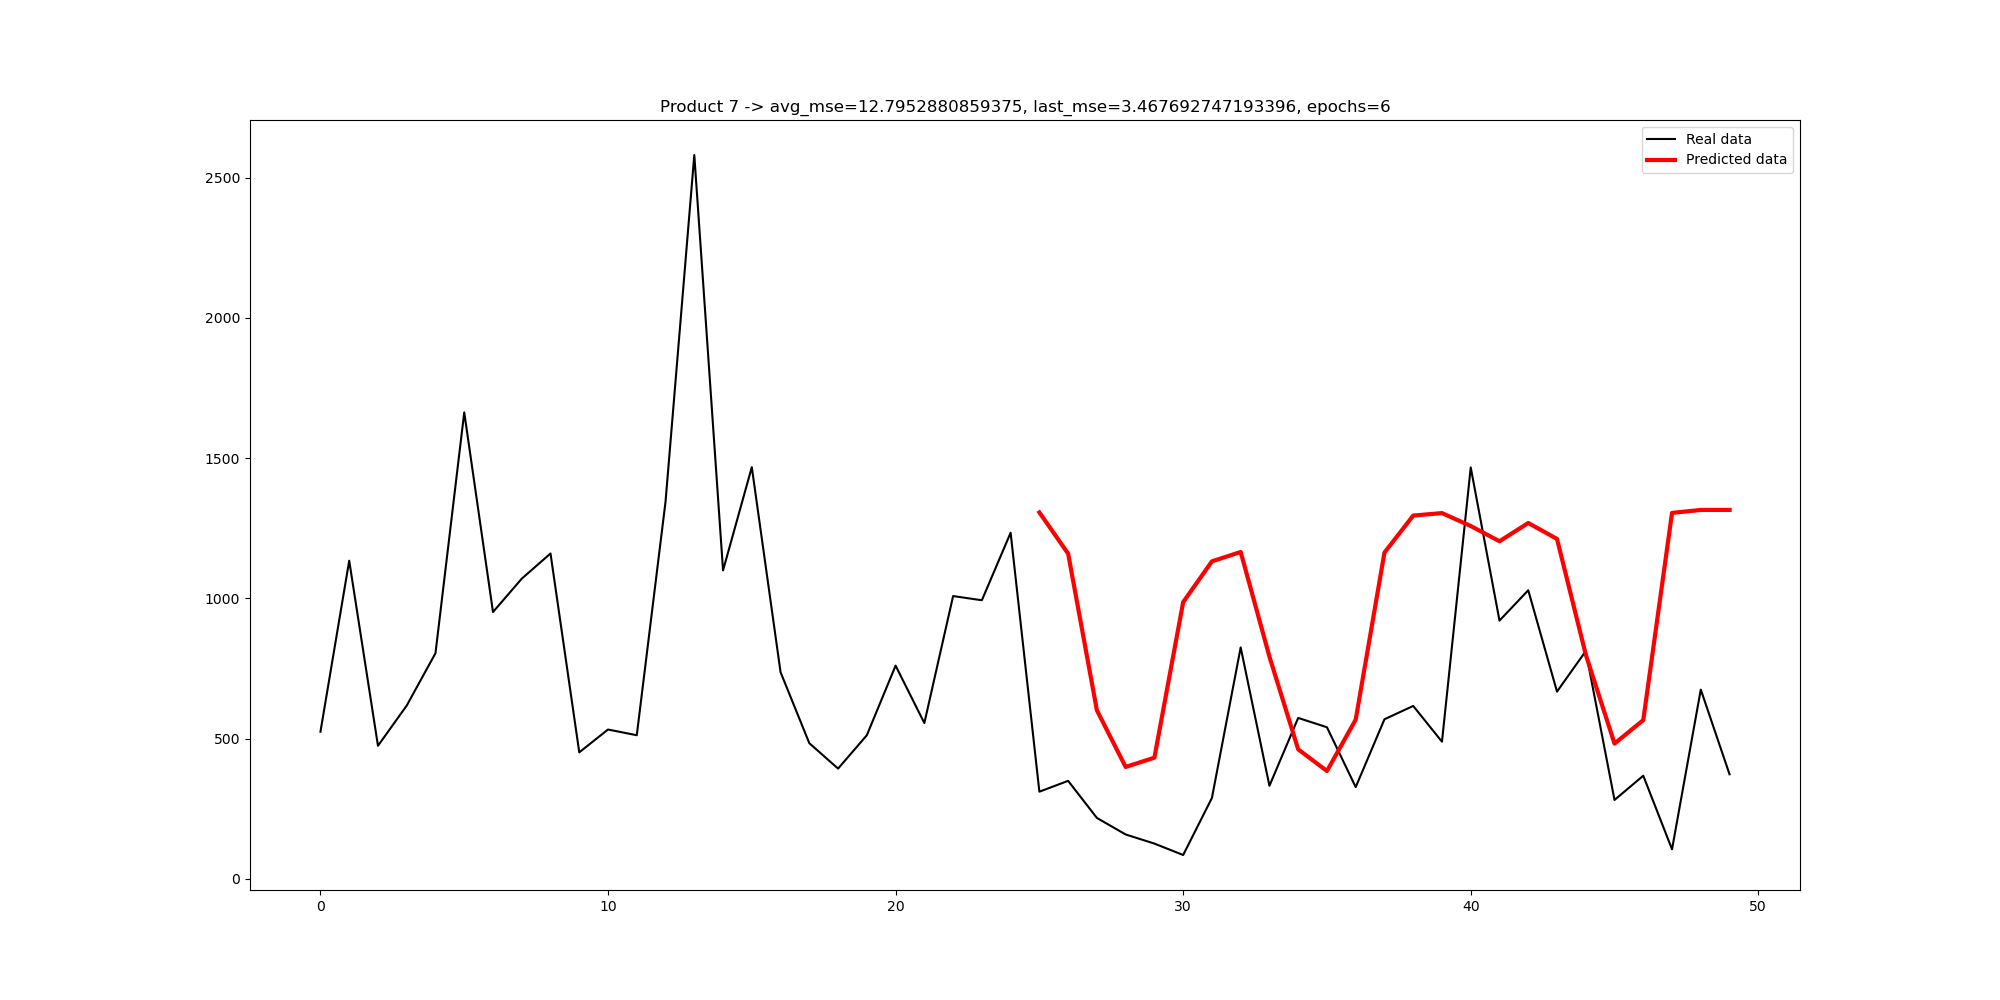 Product 7 -> avg_mse=12.7952880859375, last_mse=3.467692747193396, epochs=6
Real data
Predicted data
2500
2000
1500
1000
500
0
0 10 20 30 40 50